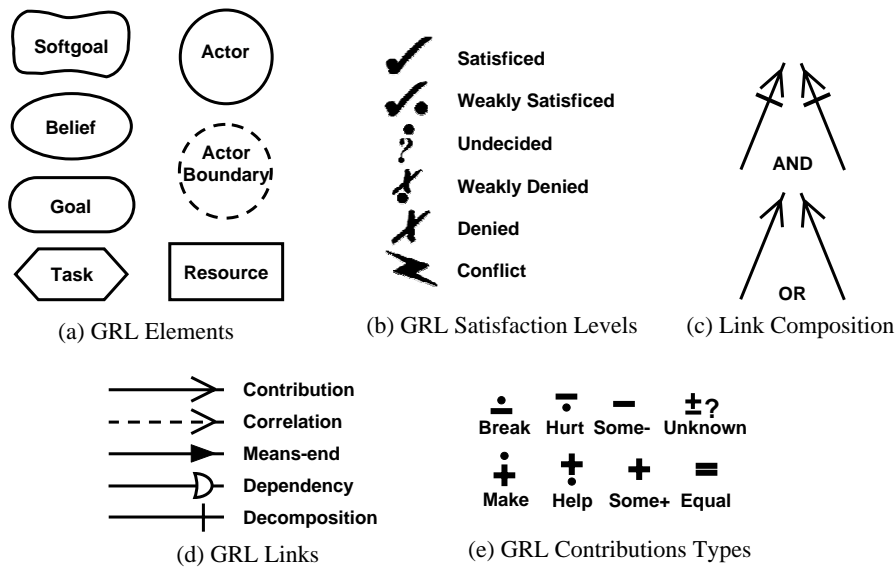 Softgoal
Belief
Goal
Task
Actor
Actor
Boundary
Resource
(a) GRL Elements
Satisficed
Weakly Satisficed
Undecided
Weakly Denied
Denied
Conflict
(b) GRL Satisfaction Levels
AND
OR
(c) Link Composition
Contribution
Correlation
Means-end
Dependency
Decomposition
(d) GRL Links
Break Hurt Some- Unknown
Make Help Some+ Equal
(e) GRL Contributions Types